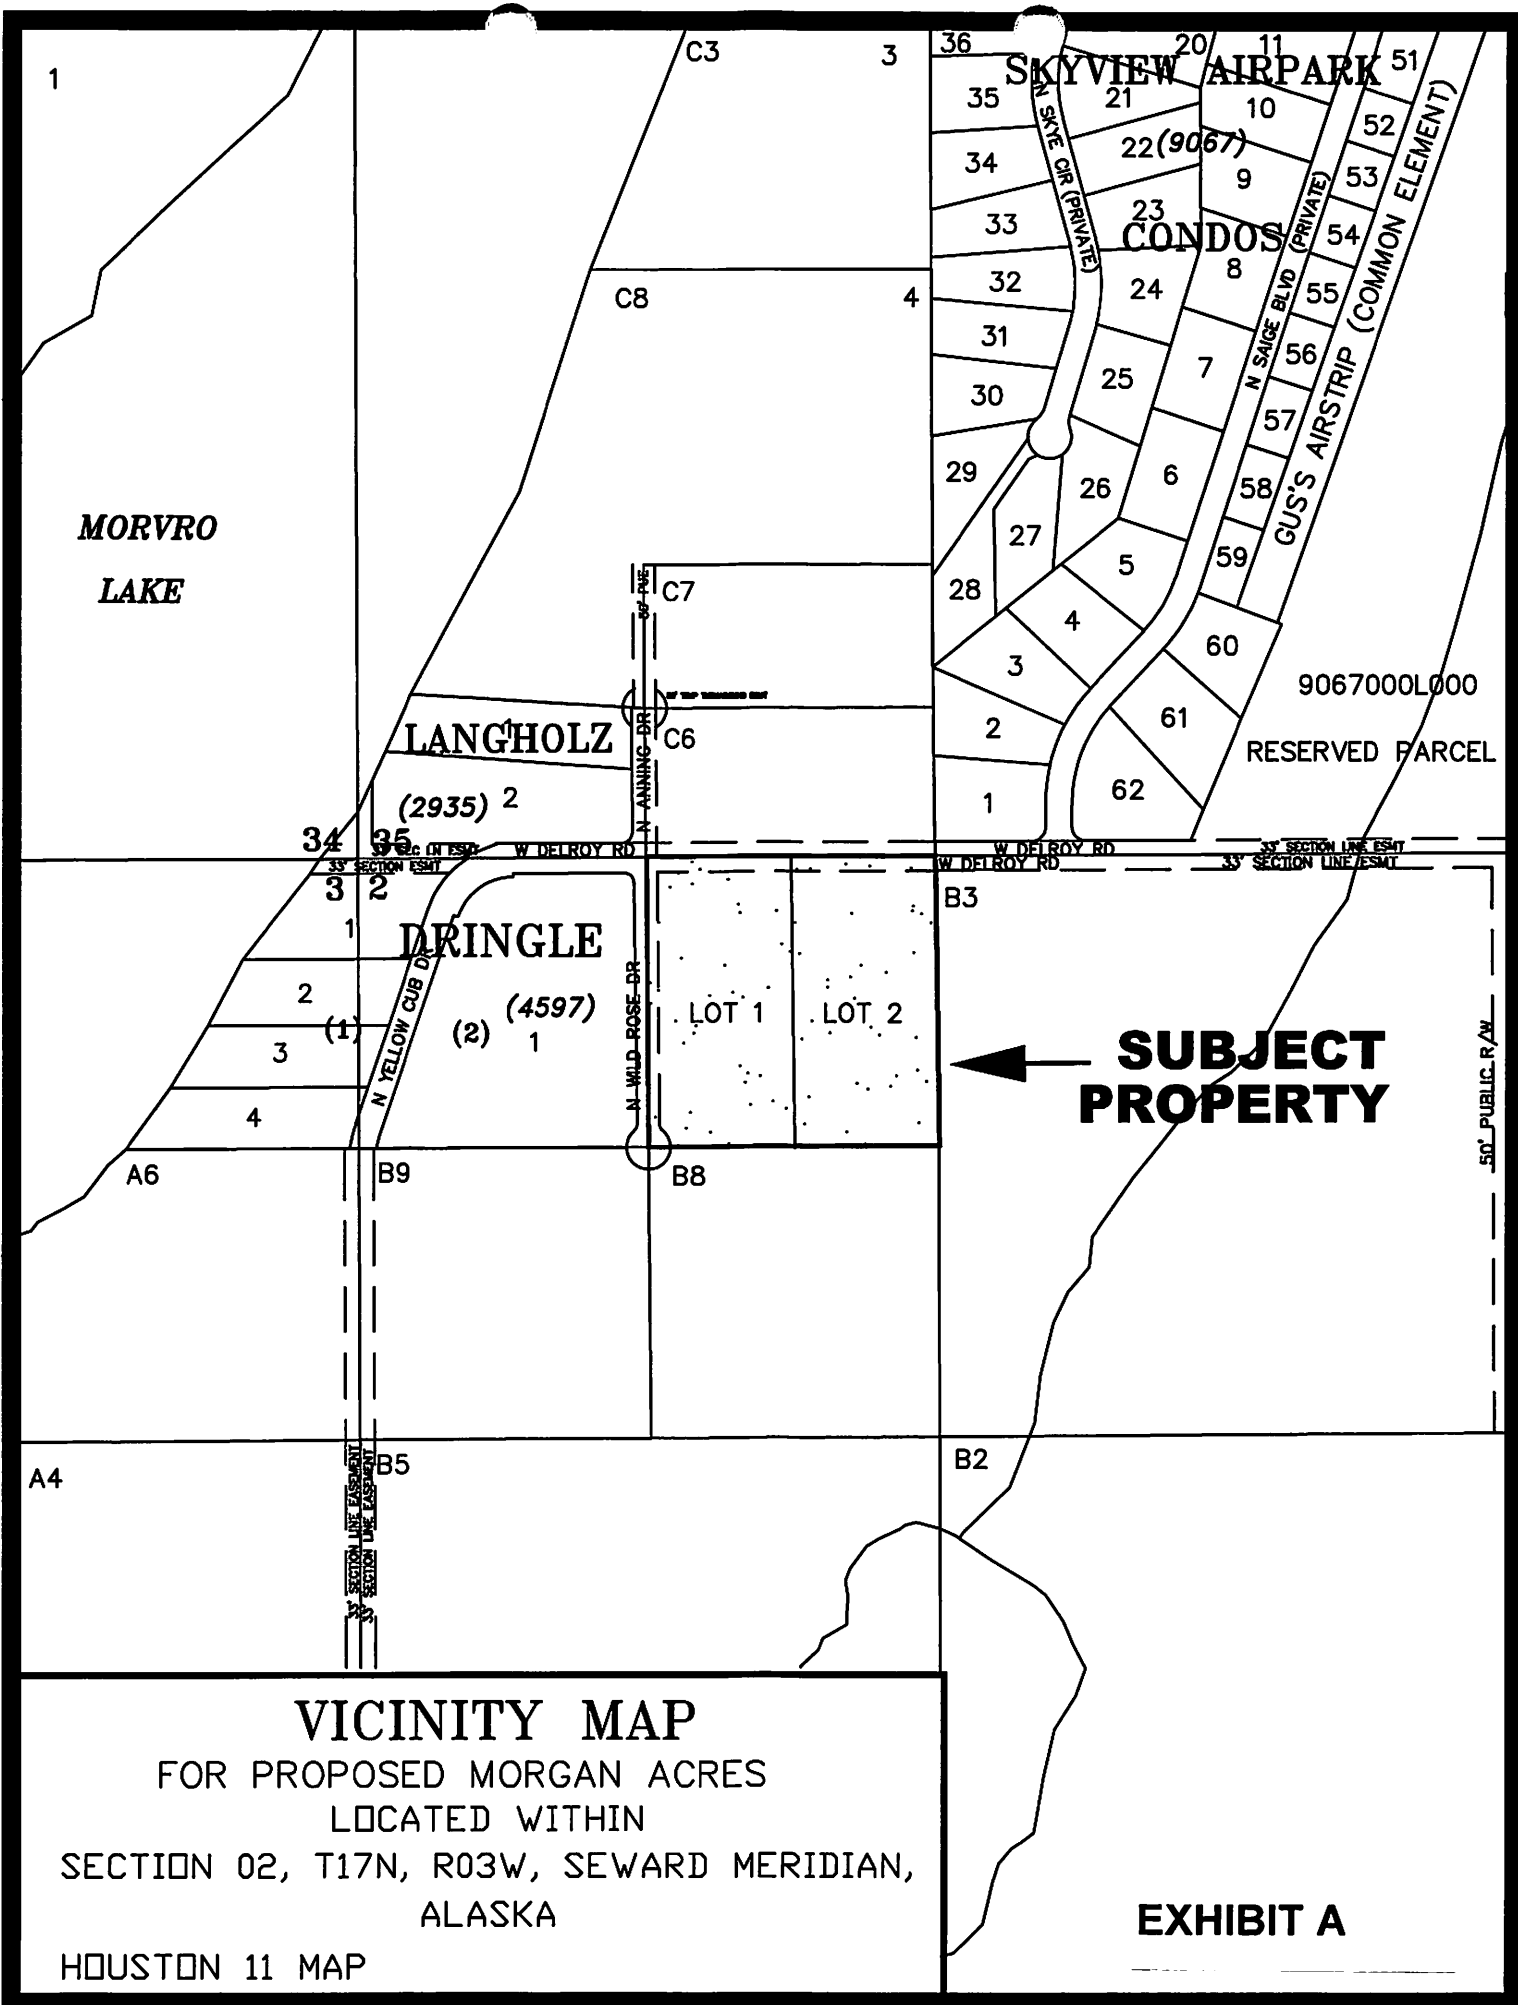 1
C3
3
36
20
11
51
SKYVIEW AIRPARK
35
21
10
52
34
22
(9067)
9
53
33
23
CONDOS
8
54
C8
4
32
24
55
31
7
56
30
25
57
29
26
6
58
27
5
59
28
4
3
60
2
61
1
62
N SKYE CIR (PRIVATE)
N SAIGE BLVD (PRIVATE)
GUS'S AIRSTRIP (COMMON ELEMENT)
MORVRO
LAKE
C7
50' PUE
9067000L000
RESERVED PARCEL
1
LANGHOLZ
C6
N ANNING DR
(2935) 2
34 35
33' SECTION ESMT
3 2
W DELROY RD
W DELROY RD
W DELROY RD
33' SECTION LINE ESMT
33' SECTION LINE ESMT
B3
1
DRINGLE
2
(1)
(2)
(4597)
1
3
4
N YELLOW CUB DR
N WILD ROSE DR
LOT 1
LOT 2
SUBJECT
PROPERTY
50' PUBLIC R/W
A6
B9
B8
A4
B5
B2
33' SECTION LINE EASEMENT
33' SECTION LINE EASEMENT
VICINITY MAP
FOR PROPOSED MORGAN ACRES
LOCATED WITHIN
SECTION 02, T17N, R03W, SEWARD MERIDIAN,
ALASKA
HOUSTON 11 MAP
EXHIBIT A